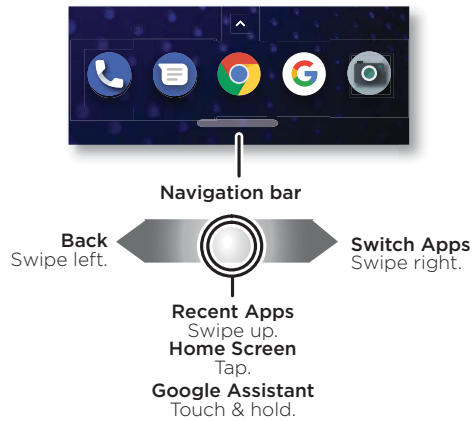 Navigation bar
Back
Swipe left.
Switch Apps
Swipe right.
Recent Apps
Swipe up.
Home Screen
Tap.
Google Assistant
Touch & hold.